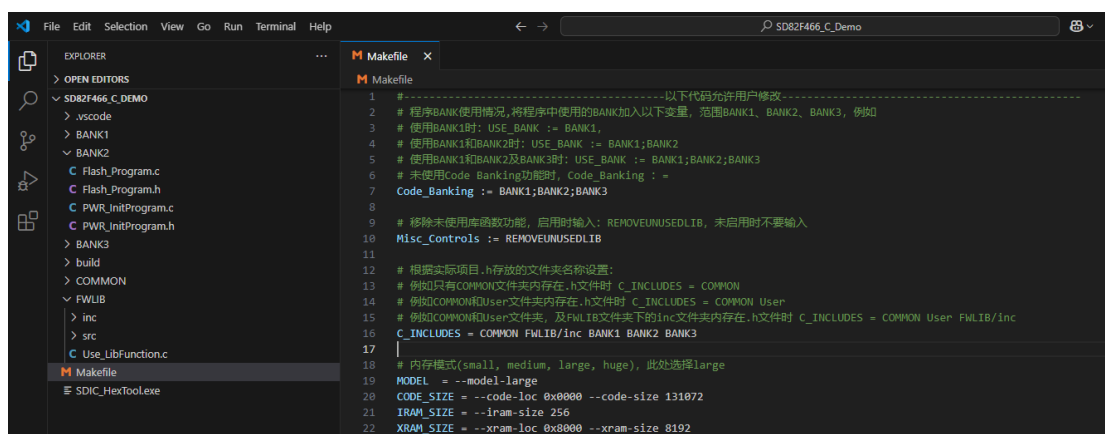 File Edit Selection View Go Run Terminal Help
SD82F466_C_Demo
EXPLORER
OPEN EDITORS
SD82F466_C_DEMO
.vscode
BANK1
BANK2
C Flash_Program.c
C Flash_Program.h
C PWR_InitProgram.c
C PWR_InitProgram.h
BANK3
build
COMMON
FWLIB
inc
src
C Use_LibFunction.c
M Makefile
SDIC_HexTool.exe
M Makefile
M Makefile
1 #-----------------------------------------以下代码允许用户修改-----------------------------------------------
2 # 程序BANK使用情况,将程序中使用的BANK加入以下变量，范围BANK1、BANK2、BANK3，例如
3 # 使用BANK1时：USE_BANK := BANK1,
4 # 使用BANK1和BANK2时：USE_BANK := BANK1;BANK2
5 # 使用BANK1和BANK2及BANK3时：USE_BANK := BANK1;BANK2;BANK3
6 # 未使用Code Banking功能时，Code_Banking : =
7 Code_Banking := BANK1;BANK2;BANK3
8
9 # 移除未使用库函数功能，启用时输入：REMOVEUNUSEDLIB，未启用时不要输入
10 Misc_Controls := REMOVEUNUSEDLIB
11
12 # 根据实际项目.h存放的文件夹名称设置：
13 # 例如只有COMMON文件夹内存在.h文件时 C_INCLUDES = COMMON
14 # 例如COMMON和User文件夹内存在.h文件时 C_INCLUDES = COMMON User
15 # 例如COMMON和User文件夹，及FWLIB文件夹下的inc文件夹内存在.h文件时 C_INCLUDES = COMMON User FWLIB/inc
16 C_INCLUDES = COMMON FWLIB/inc BANK1 BANK2 BANK3
17
18 # 内存模式(small, medium, large, huge)，此处选择large
19 MODEL = --model-large
20 CODE_SIZE = --code-loc 0x0000 --code-size 131072
21 IRAM_SIZE = --iram-size 256
22 XRAM_SIZE = --xram-loc 0x8000 --xram-size 8192